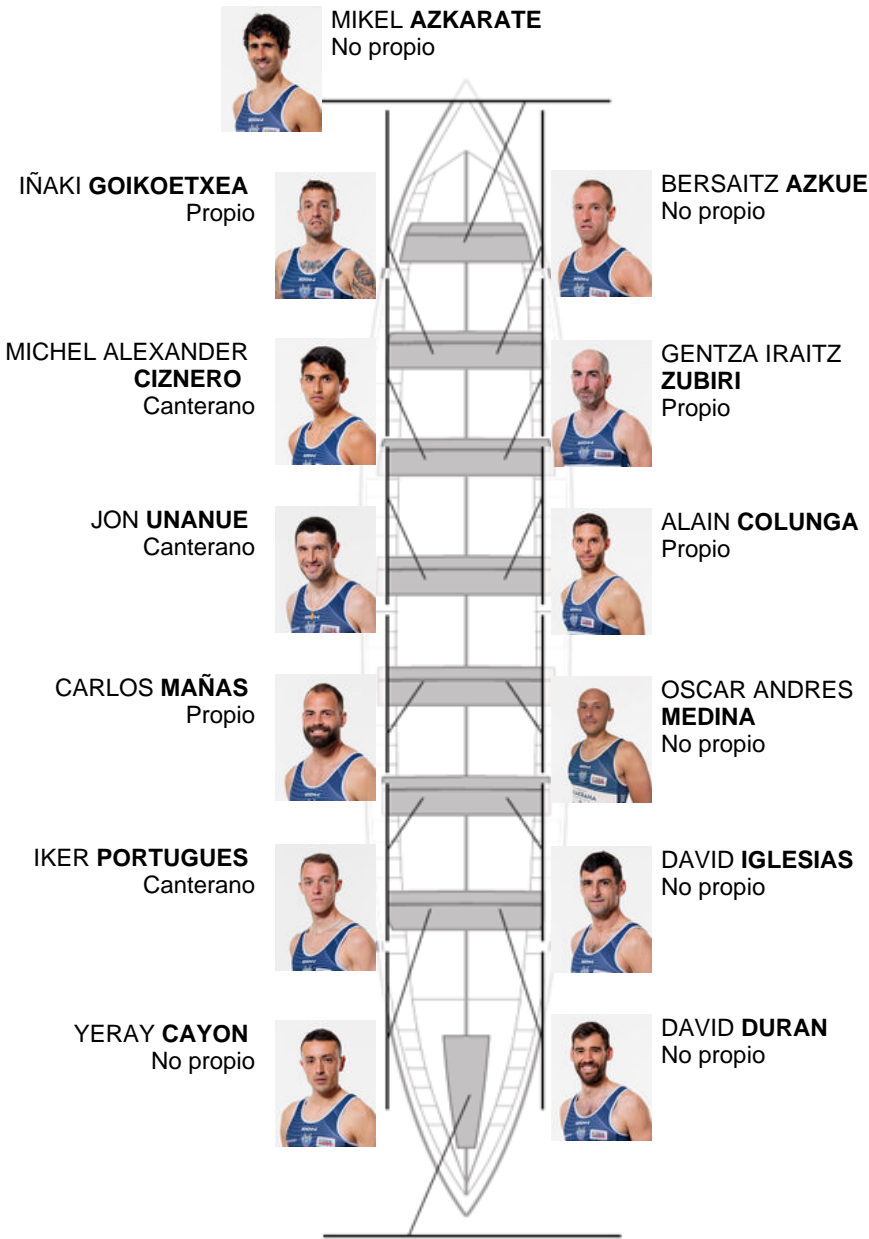 MIKEL AZKARATE
No propio
IÑAKI GOIKOETXEA
Propio
BERSAITZ AZKUE
No propio
MICHEL ALEXANDER
CIZNERO
Canterano
GENTZA IRAITZ
ZUBIRI
Propio
JON UNANUE
Canterano
ALAIN COLUNGA
Propio
CARLOS MAÑAS
Propio
OSCAR ANDRES
MEDINA
No propio
IKER PORTUGUES
Canterano
DAVID IGLESIAS
No propio
YERAY CAYON
No propio
DAVID DURAN
No propio